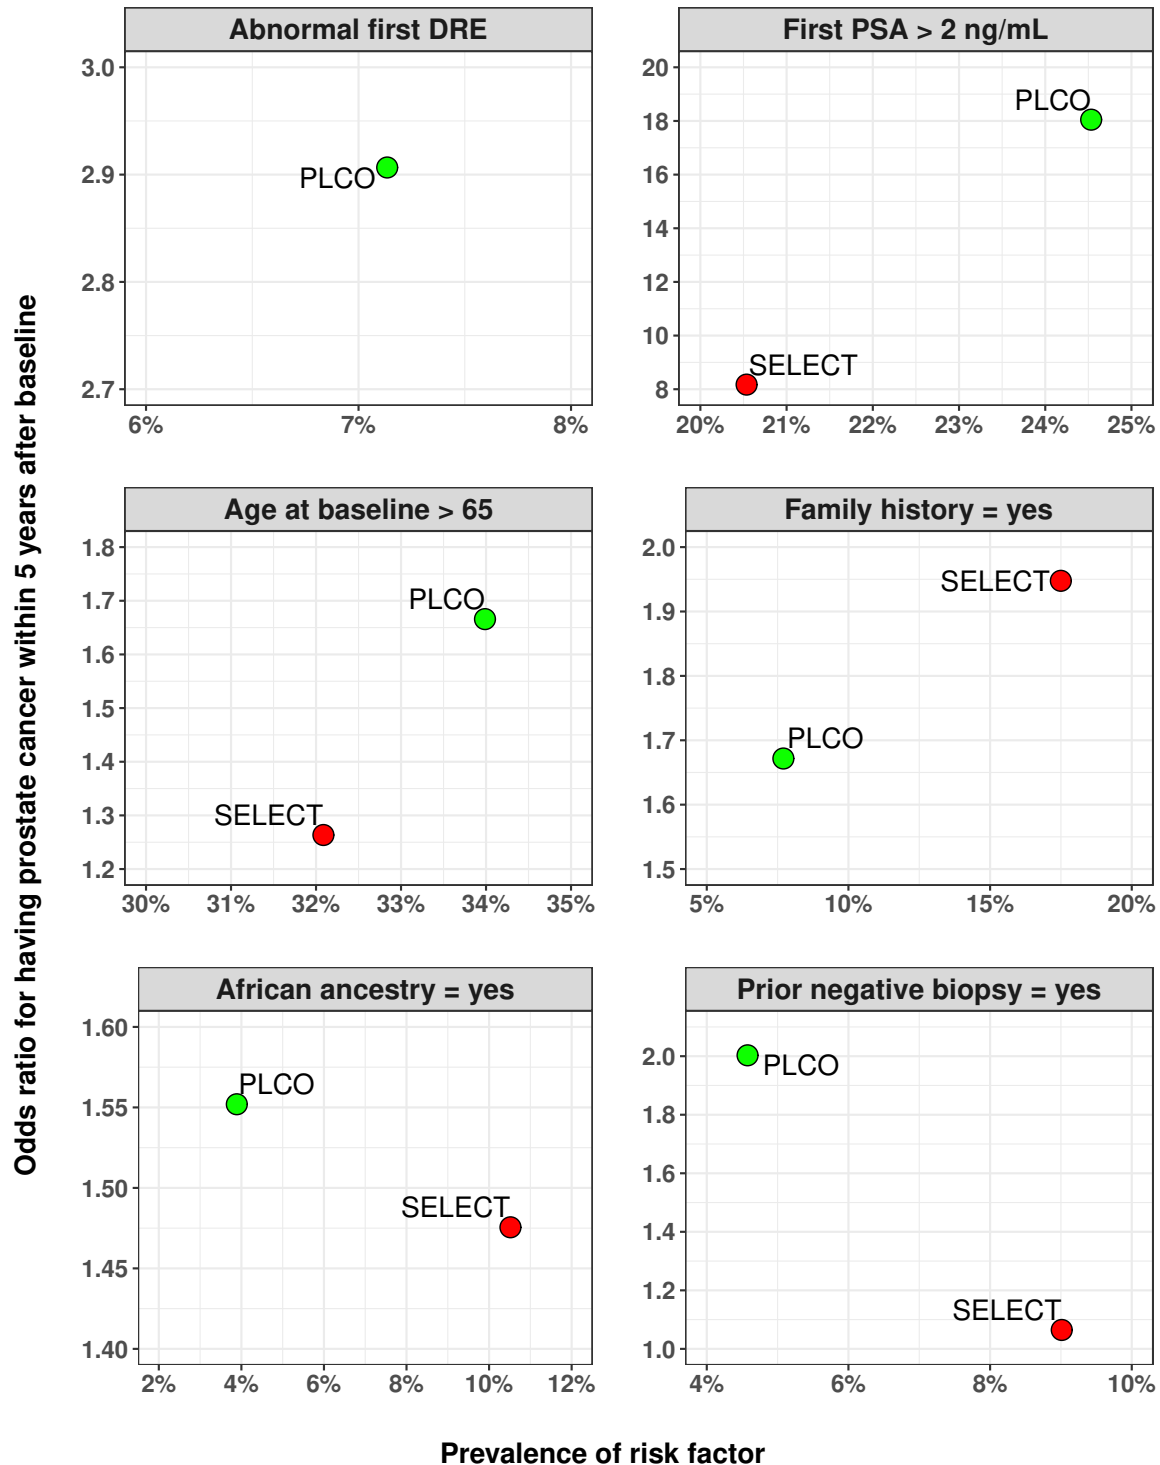 Odds ratio for having prostate cancer within 5 years after baseline
Abnormal first DRE
3.0
2.9
2.8
2.7
PLCO
6% 7% 8%
First PSA > 2 ng/mL
20
18
16
14
12
10
8
PLCO
SELECT
20% 21% 22% 23% 24% 25%
Age at baseline > 65
1.8
1.7
1.6
1.5
1.4
1.3
1.2
PLCO
SELECT
30% 31% 32% 33% 34% 35%
Family history = yes
2.0
1.9
1.8
1.7
1.6
1.5
SELECT
PLCO
5% 10% 15% 20%
African ancestry = yes
1.60
1.55
1.50
1.45
1.40
PLCO
SELECT
2% 4% 6% 8% 10% 12%
Prior negative biopsy = yes
2.0
1.8
1.6
1.4
1.2
1.0
PLCO
SELECT
4% 6% 8% 10%
Prevalence of risk factor